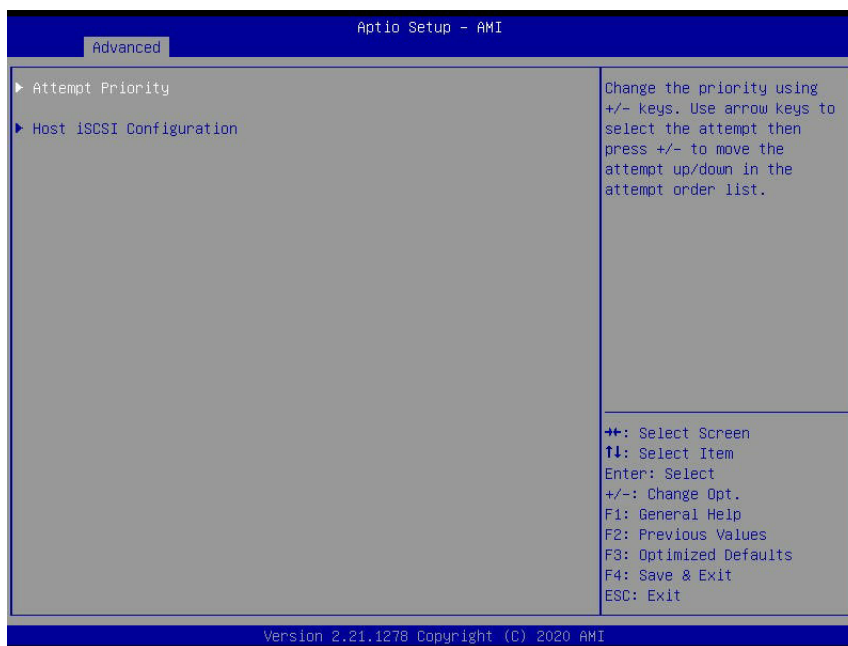 Aptio Setup – AMI
Advanced
▶ Attempt Priority
▶ Host iSCSI Configuration
Change the priority using
+/- keys. Use arrow keys to
select the attempt then
press +/- to move the
attempt up/down in the
attempt order list.
→←: Select Screen
↑↓: Select Item
Enter: Select
+/-: Change Opt.
F1: General Help
F2: Previous Values
F3: Optimized Defaults
F4: Save & Exit
ESC: Exit
Version 2.21.1278 Copyright (C) 2020 AMI